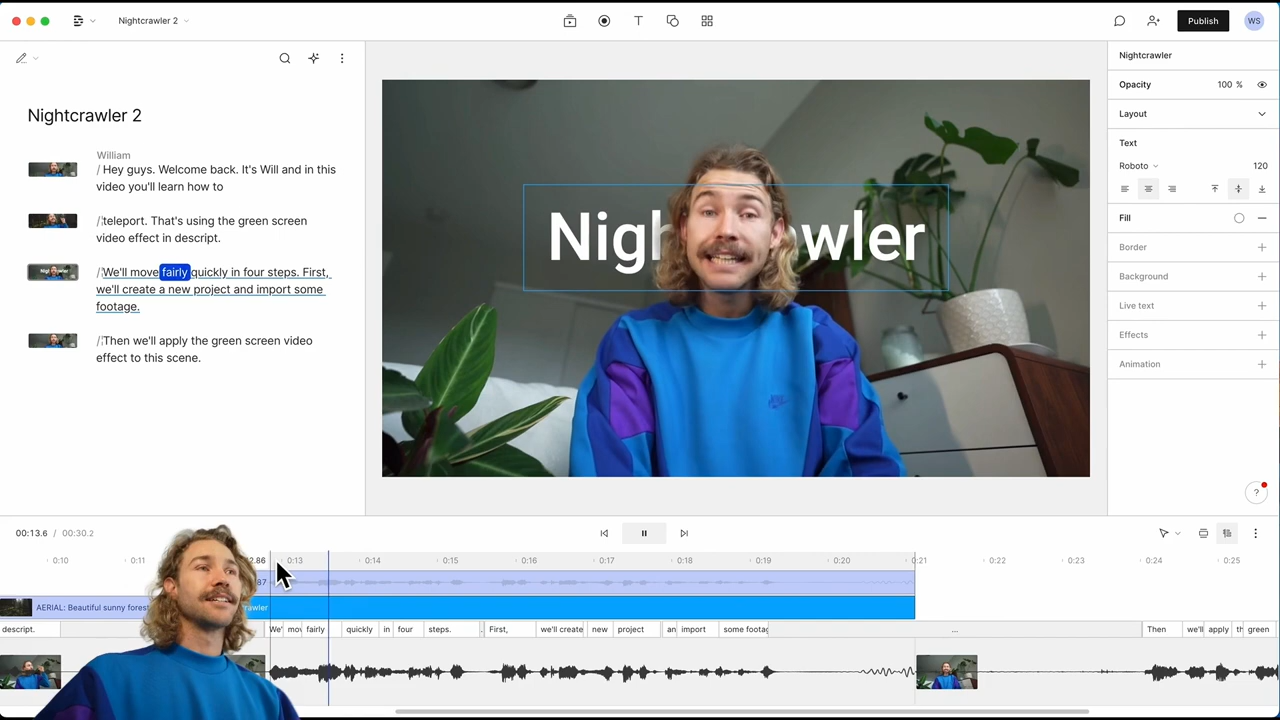 Nightcrawler 2
Publish
WS
Nightcrawler 2
William
/ Hey guys. Welcome back. It's Will and in this
video you'll learn how to
/ teleport. That's using the green screen
video effect in descript.
/ We'll move fairly quickly in four steps. First,
we'll create a new project and import some
footage.
/ Then we'll apply the green screen video
effect to this scene.
Nightcrawler
Opacity
100 %
Layout
Text
Roboto
120
Fill
Border
Background
Live text
Effects
Animation
?
00:13.6 / 00:30.2
0:10
0:11
0:13
0:14
0:15
0:16
0:17
0:18
0:19
0:20
0:21
0:22
0:23
0:24
0:25
AERIAL: Beautiful sunny forest
descript.
We'
mov
fairly
quickly
in
four
steps.
First,
we'll create
new
project
an
import
some footag
...
Then
we'll
apply
th
green